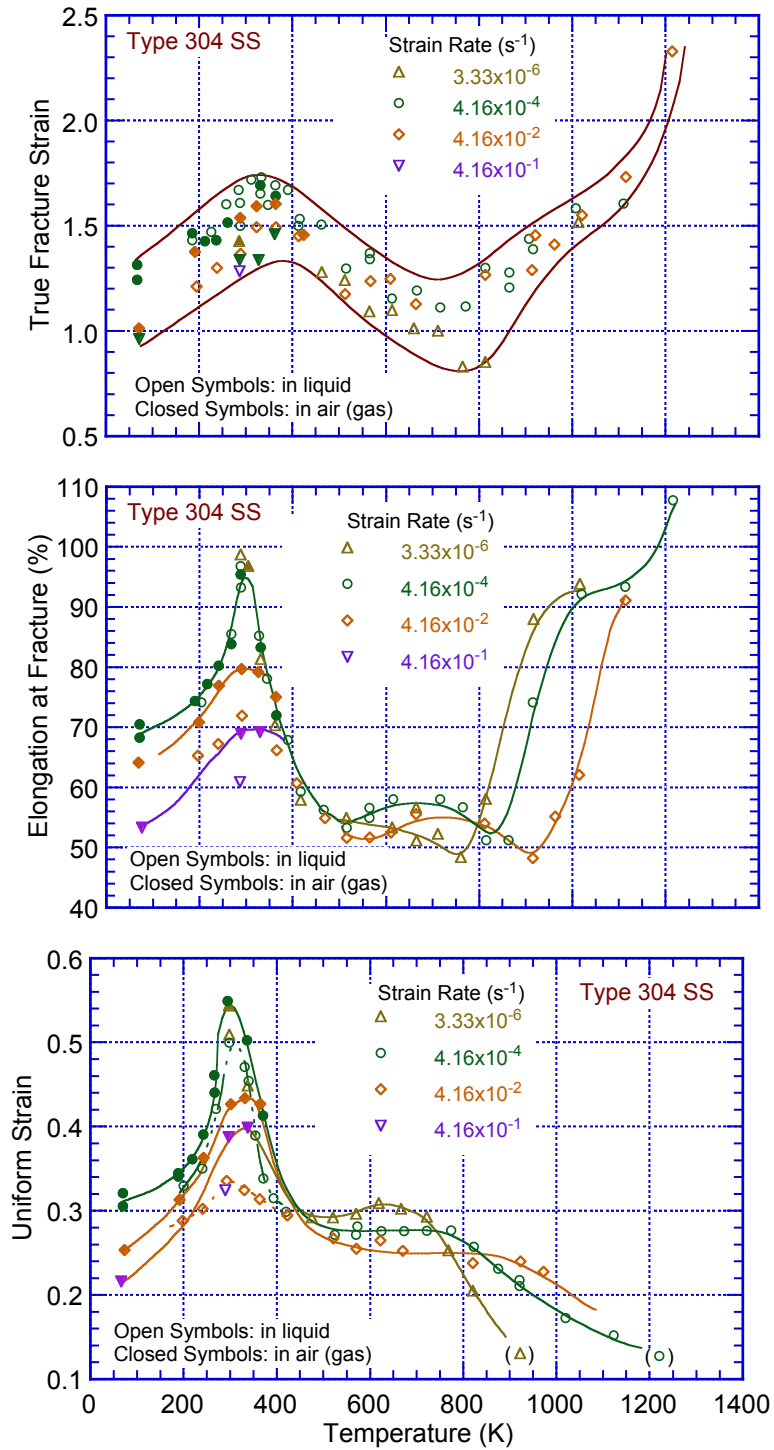 2.5
Type 304 SS
Strain Rate (s⁻¹)
3.33x10⁻⁶
4.16x10⁻⁴
4.16x10⁻²
4.16x10⁻¹
2.0
1.5
1.0
0.5
True Fracture Strain
Open Symbols: in liquid
Closed Symbols: in air (gas)
110
Type 304 SS
Strain Rate (s⁻¹)
3.33x10⁻⁶
4.16x10⁻⁴
4.16x10⁻²
4.16x10⁻¹
100
90
80
70
60
50
40
Elongation at Fracture (%)
Open Symbols: in liquid
Closed Symbols: in air (gas)
0.6
Strain Rate (s⁻¹)
Type 304 SS
3.33x10⁻⁶
4.16x10⁻⁴
4.16x10⁻²
4.16x10⁻¹
0.5
0.4
0.3
0.2
0.1
Uniform Strain
Open Symbols: in liquid
Closed Symbols: in air (gas)
( )
( )
0 200 400 600 800 1000 1200 1400
Temperature (K)